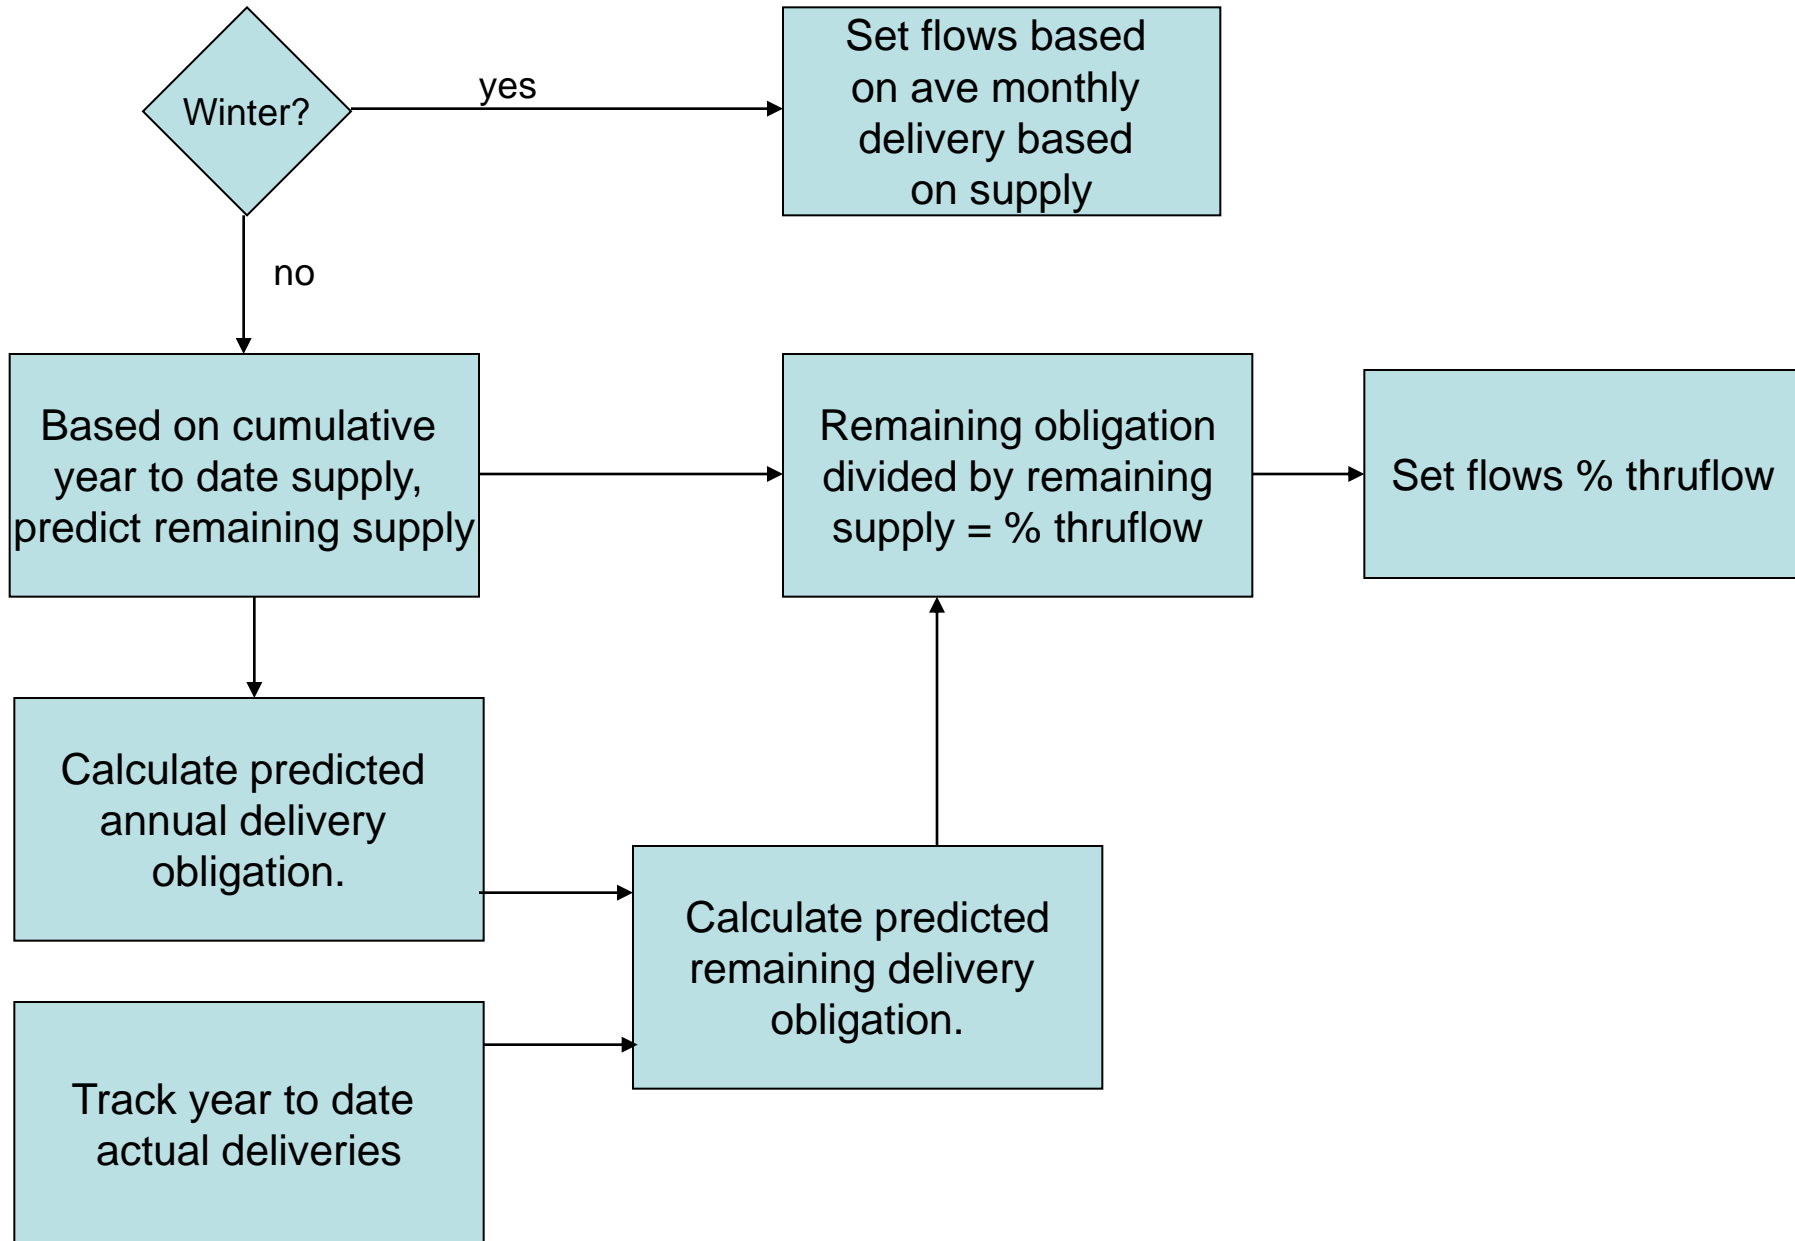 Winter?
yes
Set flows based
on ave monthly
delivery based
on supply
no
Based on cumulative
year to date supply,
predict remaining supply
Remaining obligation
divided by remaining
supply = % thruflow
Set flows % thruflow
Calculate predicted
annual delivery
obligation.
Calculate predicted
remaining delivery
obligation.
Track year to date
actual deliveries